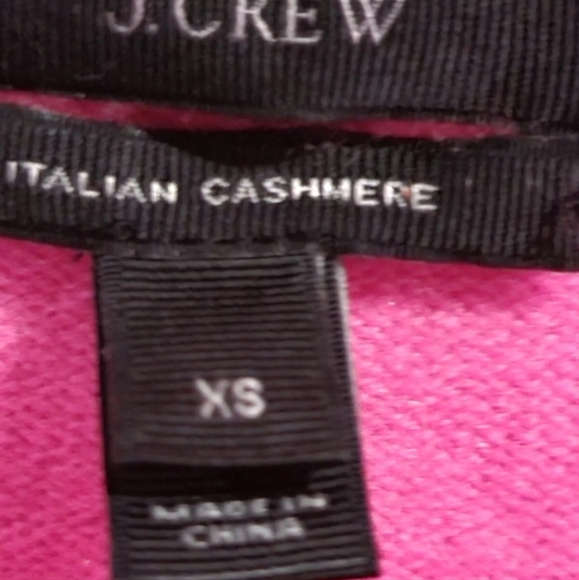 J.CREW
ITALIAN CASHMERE
XS
MADE IN
CHINA